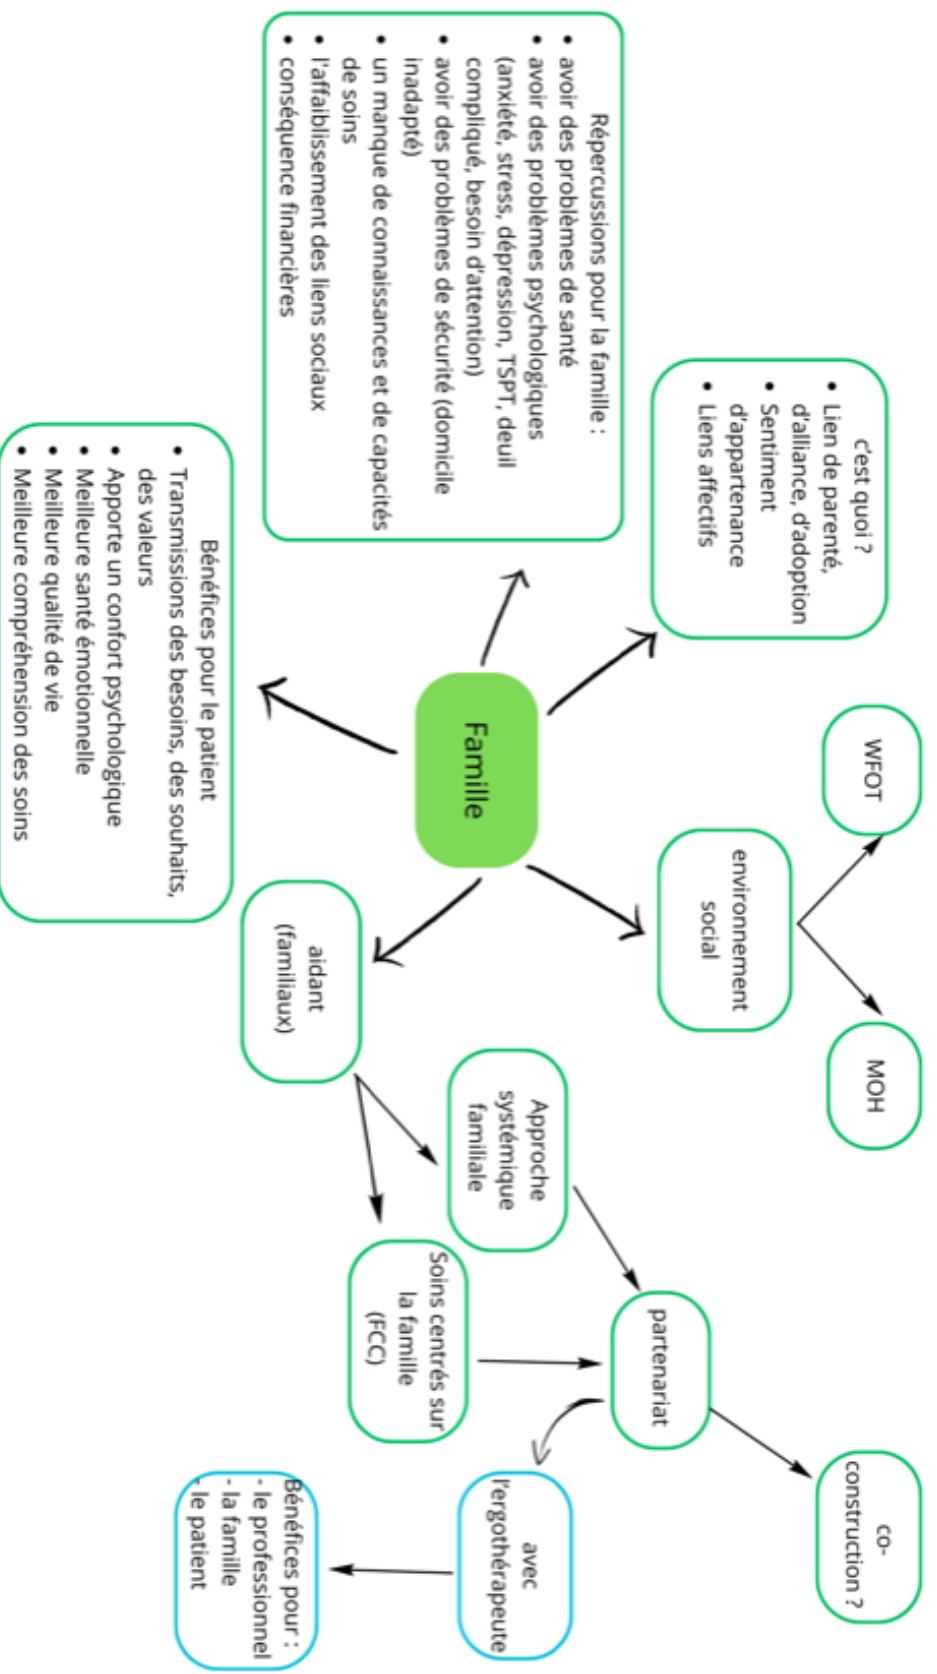 WFOT
MOH
co-
construction ?
c'est quoi ?
• Lien de parenté,
d'alliance, d'adoption
• Sentiment
d'appartenance
• Liens affectifs
environnement
social
partenariat
Répercussions pour la famille :
• avoir des problèmes de santé
• avoir des problèmes psychologiques
(anxiété, stress, dépression, TSPT, deuil
compliqué, besoin d'attention)
• avoir des problèmes de sécurité (domicile
inadapté)
• un manque de connaissances et de capacités
de soins
• l'affaiblissement des liens sociaux
• conséquence financières
Famille
Approche
systémique
familiale
avec
l'ergothérapeute
Soins centrés sur
la famille
(FCC)
aidant
(familiaux)
Bénéfices pour :
- le professionnel
- la famille
- le patient
Bénéfices pour le patient
• Transmissions des besoins, des souhaits,
des valeurs
• Apporte un confort psychologique
• Meilleure santé émotionnelle
• Meilleure qualité de vie
• Meilleure compréhension des soins